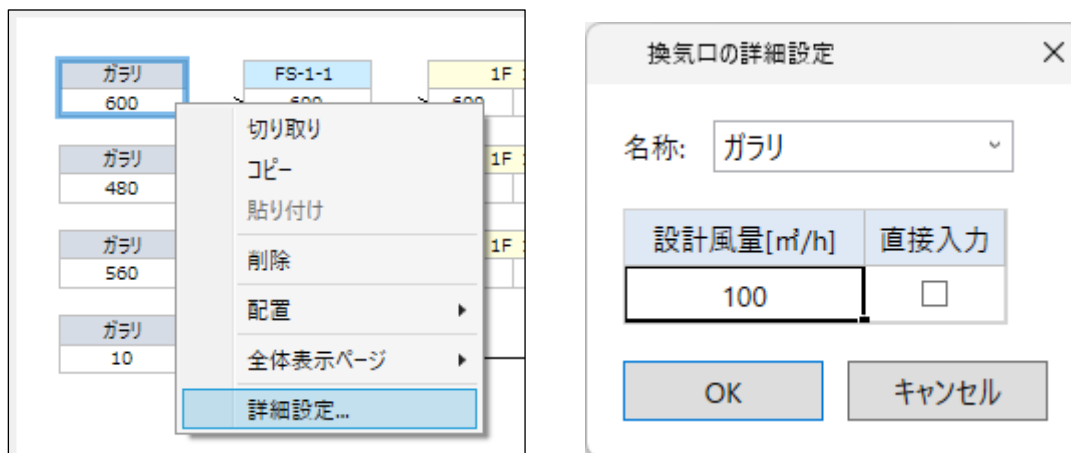 ガラリ
600
FS-1-1
600
1F
600
ガラリ
480
1F
ガラリ
560
1F
ガラリ
10
切り取り
コピー
貼り付け
削除
配置
全体表示ページ
詳細設定...
換気口の詳細設定
名称: ガラリ
設計風量[㎥/h] 直接入力
100
OK キャンセル